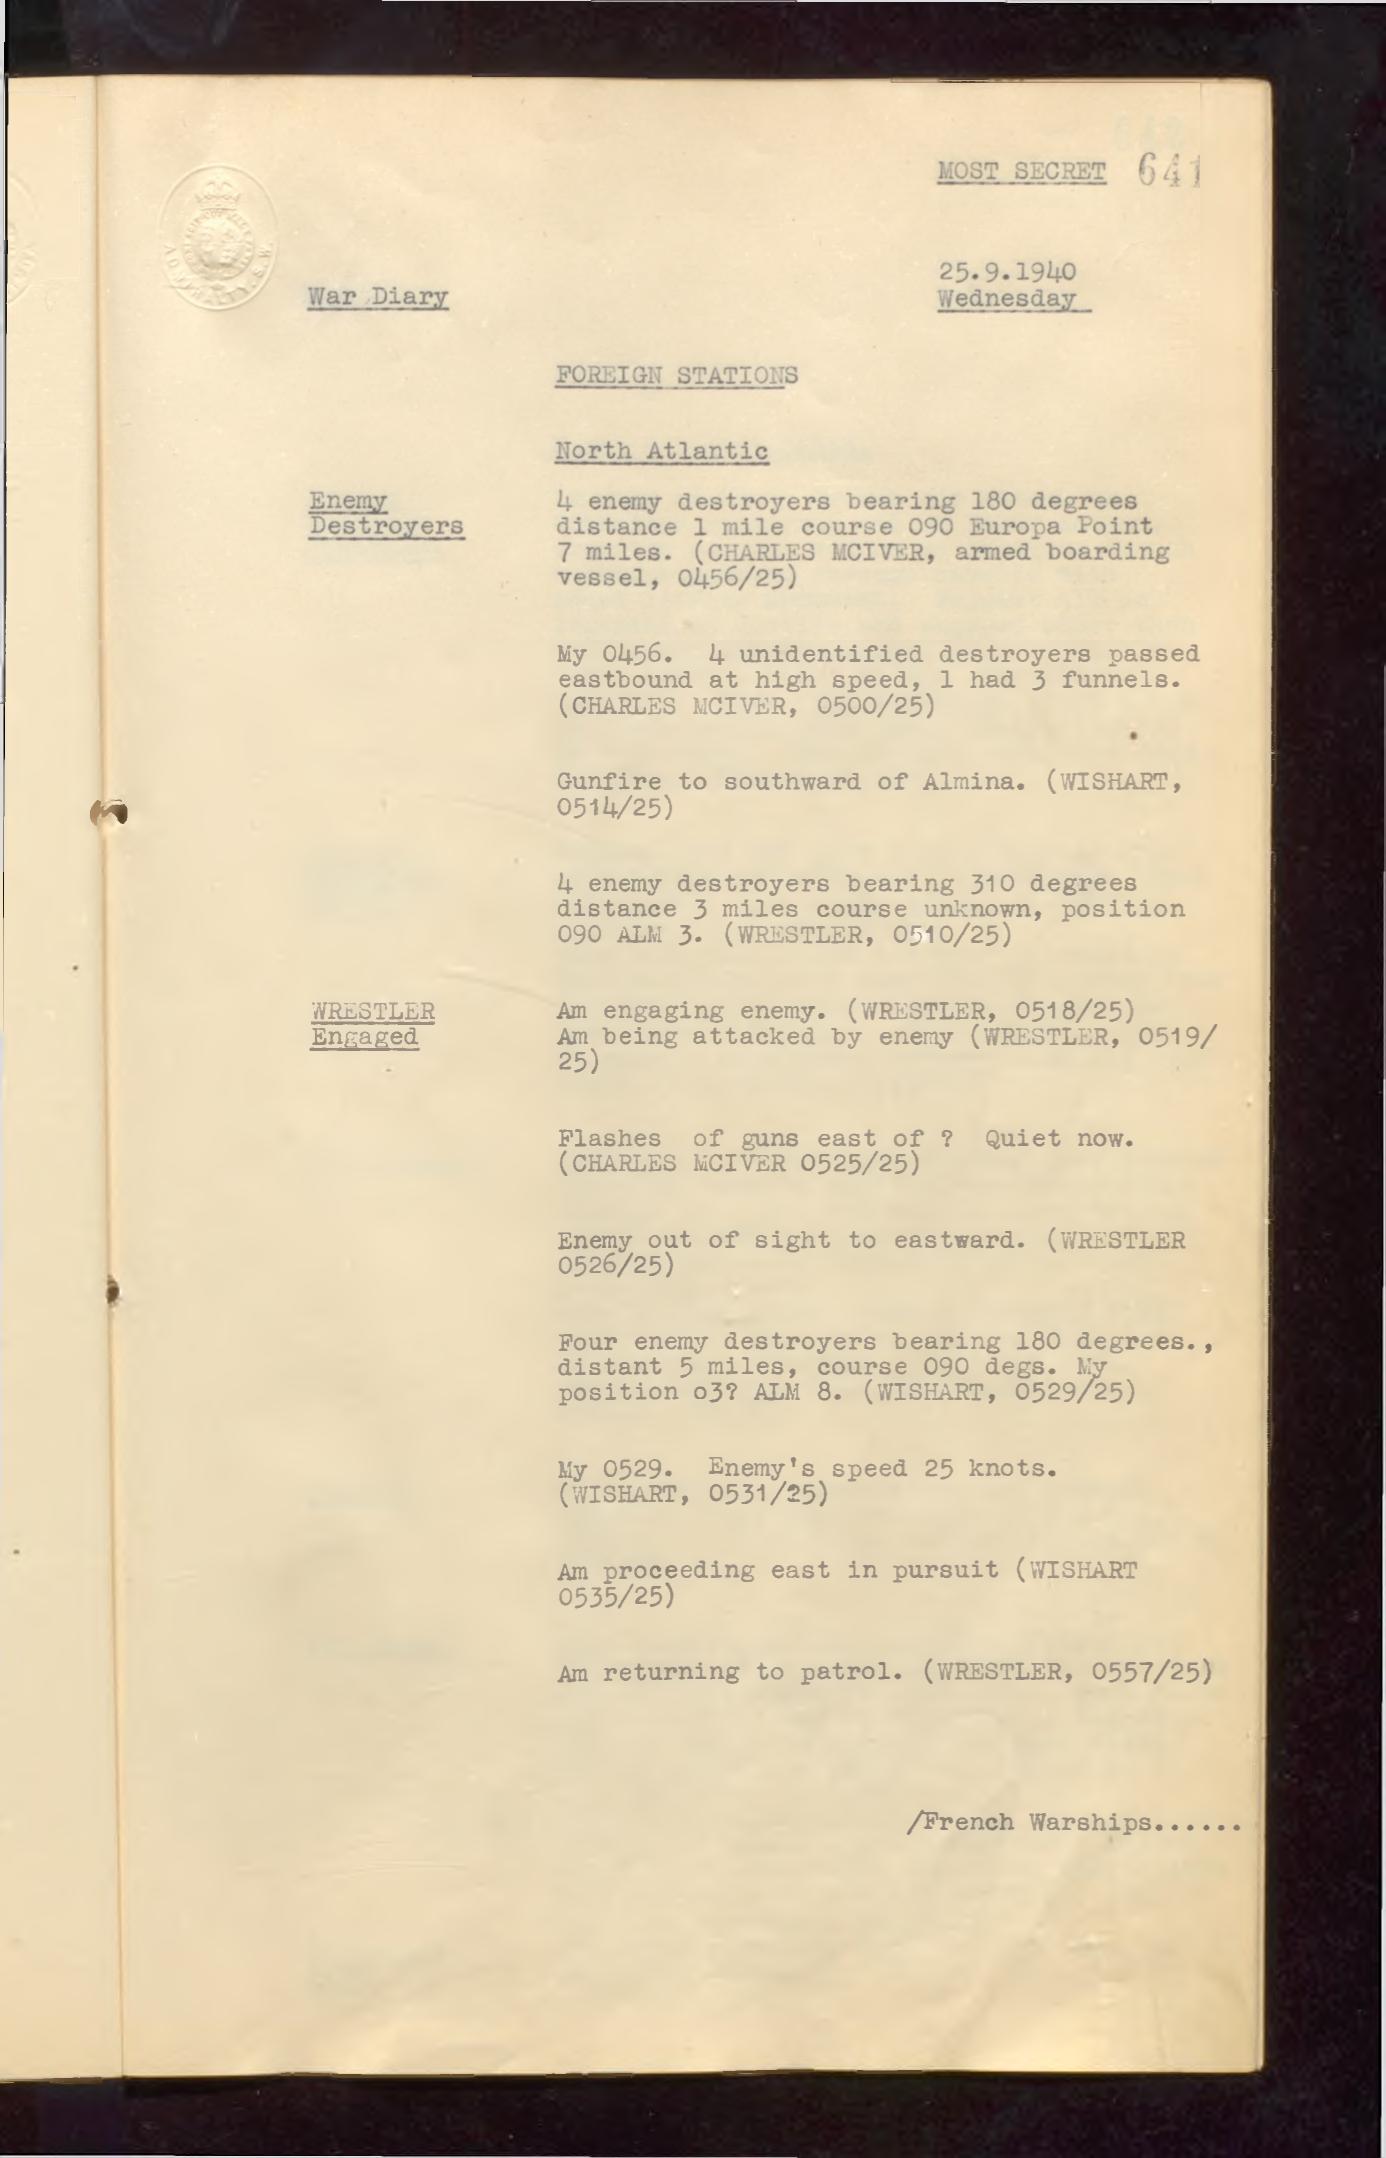 MOST SECRET 641
25.9.1940
War Diary Wednesday
FOREIGN STATIONS
North Atlantic
Enemy
Destroyers
4 enemy destroyers bearing 180 degrees
distance 1 mile course 090 Europa Point
7 miles. (CHARLES MCIVER, armed boarding
vessel, 0456/25)
My 0456. 4 unidentified destroyers passed
eastbound at high speed, 1 had 3 funnels.
(CHARLES MCIVER, 0500/25)
Gunfire to southward of Almina. (WISHART,
0514/25)
4 enemy destroyers bearing 310 degrees
distance 3 miles course unknown, position
090 ALM 3. (WRESTLER, 0510/25)
WRESTLER
Engaged
Am engaging enemy. (WRESTLER, 0518/25)
Am being attacked by enemy (WRESTLER, 0519/
25)
Flashes of guns east of ? Quiet now.
(CHARLES MCIVER 0525/25)
Enemy out of sight to eastward. (WRESTLER
0526/25)
Four enemy destroyers bearing 180 degrees.,
distant 5 miles, course 090 degs. My
position o3? ALM 8. (WISHART, 0529/25)
My 0529. Enemy's speed 25 knots.
(WISHART, 0531/25)
Am proceeding east in pursuit (WISHART
0535/25)
Am returning to patrol. (WRESTLER, 0557/25)
/French Warships......
ADMIRALTY. S.W.